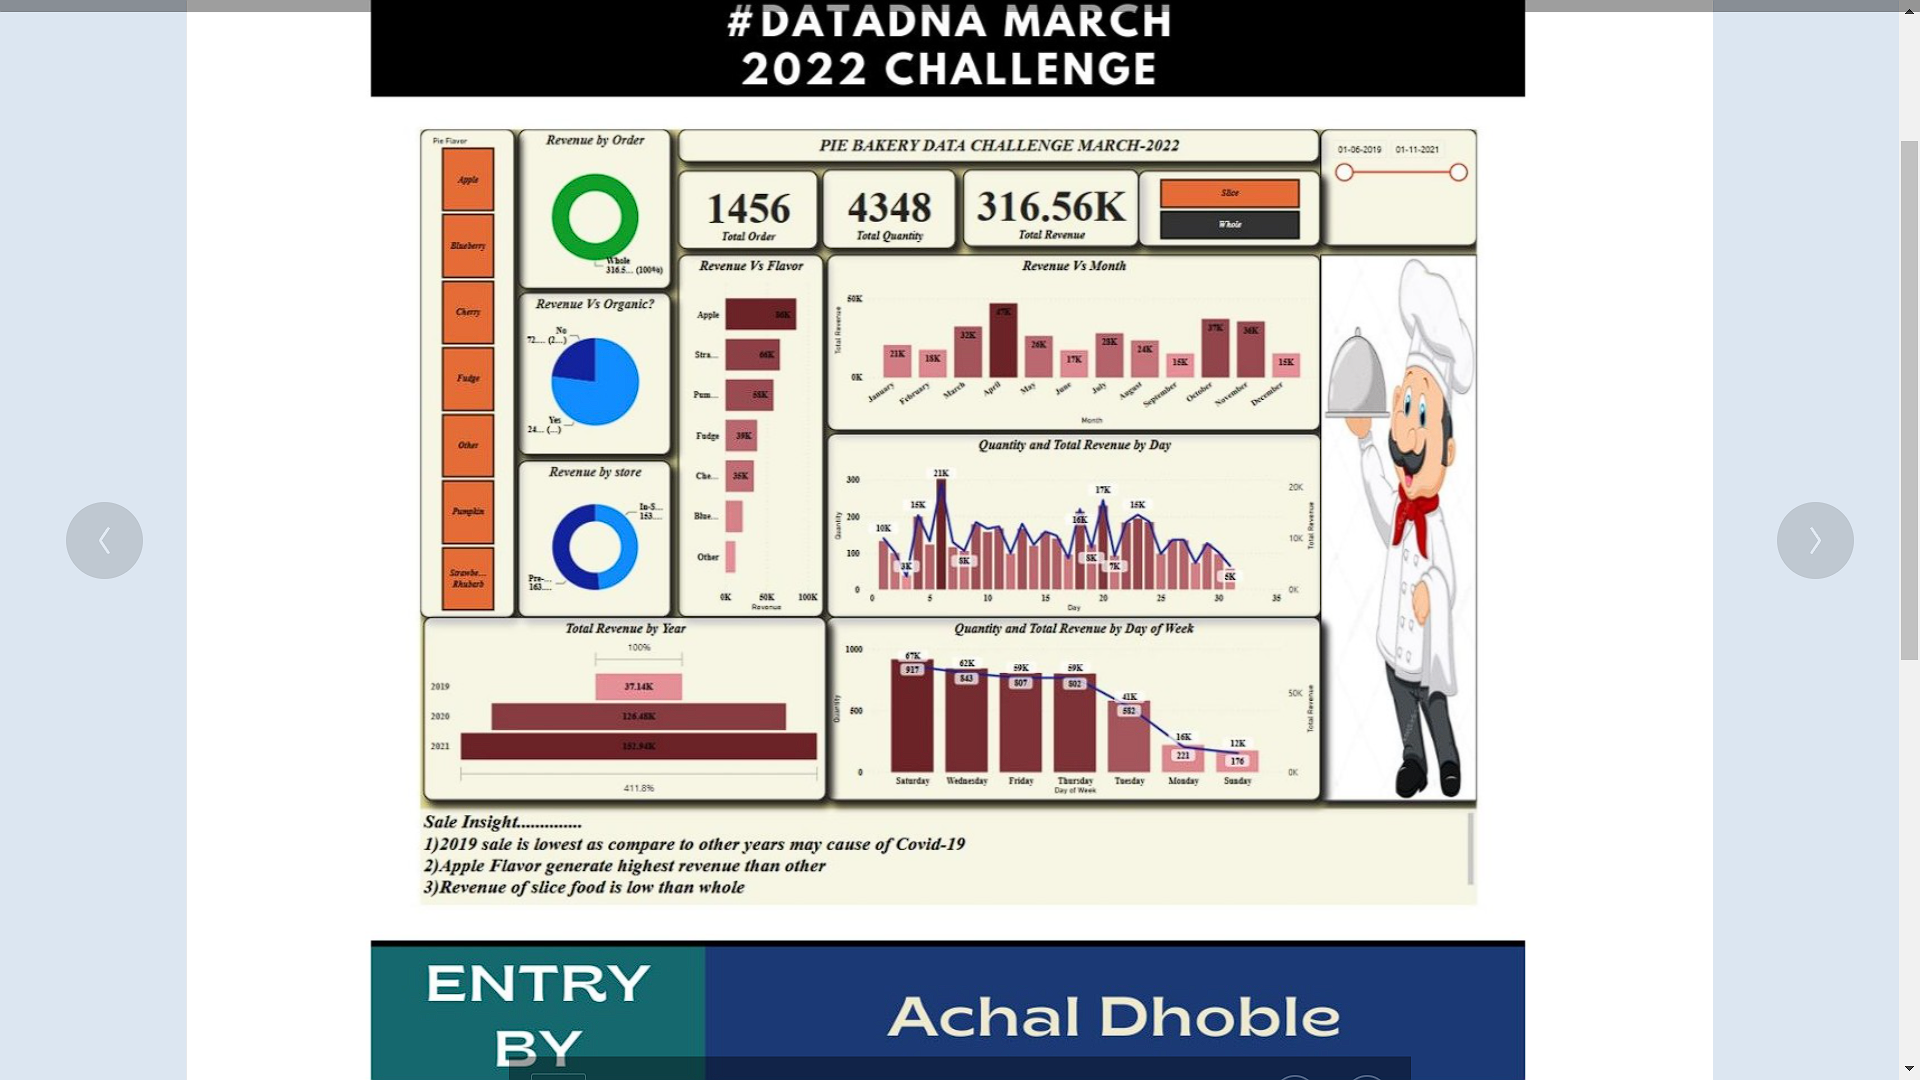 #DATADNA MARCH
2022 CHALLENGE
Pie Flavor
Apple
Blueberry
Cherry
Fudge
Other
Pumpkin
Strawbe...
Rhubarb
Revenue by Order
Whole
316.5... (100%)
Revenue Vs Organic?
No
72.... (2...)
Yes
24... (...)
Revenue by store
In-S...
153....
Pre-...
163....
PIE BAKERY DATA CHALLENGE MARCH-2022
1456
Total Order
4348
Total Quantity
316.56K
Total Revenue
Slice
Whole
01-06-2019 01-11-2021
Revenue Vs Flavor
Apple 86K
Stra... 66K
Pum... 58K
Fudge 39K
Che... 35K
Blue...
Other
0K 50K 100K
Revenue
Revenue Vs Month
Total Revenue
50K
0K
21K 18K 32K 47K 26K 17K 28K 24K 15K 37K 36K 15K
January February March April May June July August September October November December
Month
Quantity and Total Revenue by Day
Quantity
300
200
100
0
10K 3K 15K 21K 8K 16K 8K 17K 7K 15K 5K
0 5 10 15 20 25 30 35
Day
20K
10K
0K
Total Revenue
Total Revenue by Year
100%
2019 37.14K
2020 126.48K
2021 152.94K
411.8%
Quantity and Total Revenue by Day of Week
Quantity
1000
500
0
67K 62K 59K 59K 41K 16K 12K
917 843 807 802 582 221 176
Saturday Wednesday Friday Thursday Tuesday Monday Sunday
Day of Week
50K
0K
Total Revenue
Sale Insight..............
1)2019 sale is lowest as compare to other years may cause of Covid-19
2)Apple Flavor generate highest revenue than other
3)Revenue of slice food is low than whole
ENTRY
BY
Achal Dhoble